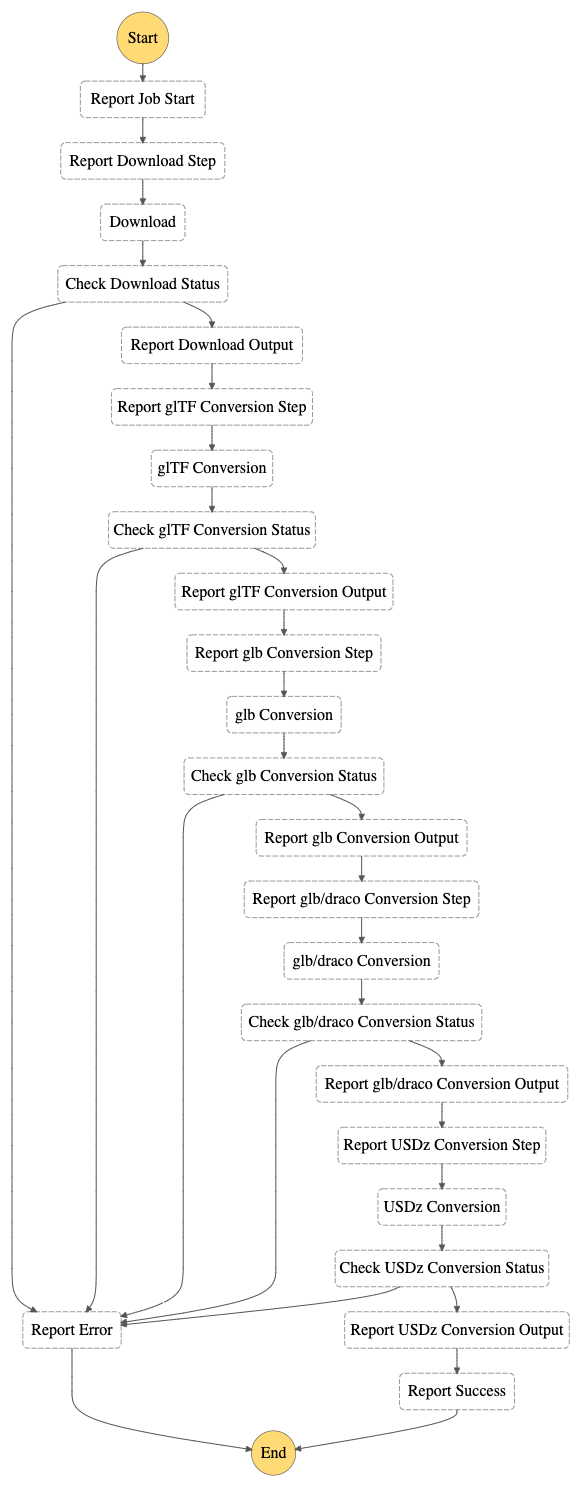 Start
Report Job Start
Report Download Step
Download
Check Download Status
Report Download Output
Report glTF Conversion Step
glTF Conversion
Check glTF Conversion Status
Report glTF Conversion Output
Report glb Conversion Step
glb Conversion
Check glb Conversion Status
Report glb Conversion Output
Report glb/draco Conversion Step
glb/draco Conversion
Check glb/draco Conversion Status
Report glb/draco Conversion Output
Report USDz Conversion Step
USDz Conversion
Check USDz Conversion Status
Report Error
Report USDz Conversion Output
Report Success
End